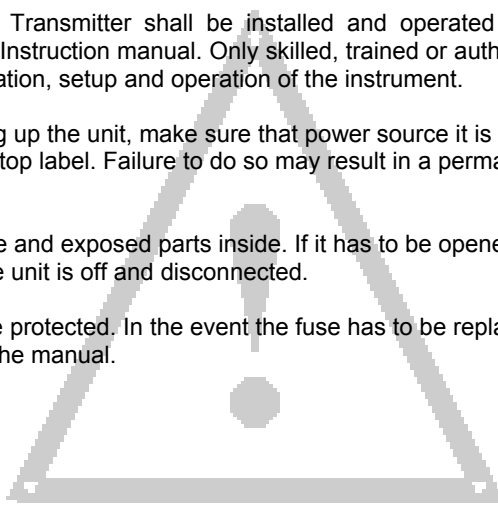 Transmitter shall be installed and operated
Instruction manual. Only skilled, trained or auth
ation, setup and operation of the instrument.
g up the unit, make sure that power source it is
top label. Failure to do so may result in a perma
e and exposed parts inside. If it has to be opene
e unit is off and disconnected.
e protected. In the event the fuse has to be repla
he manual.